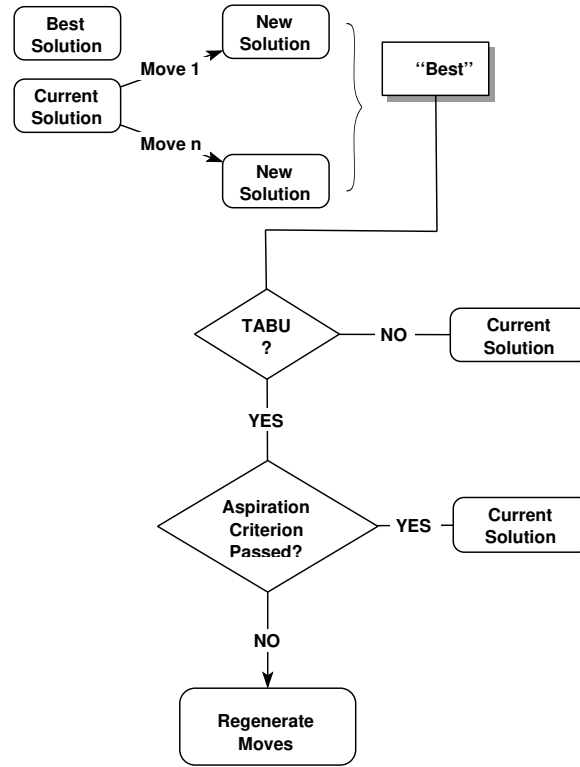 Best
Solution
New
Solution
Move 1
Current
Solution
Move n
New
Solution
“Best”
TABU
?
NO
Current
Solution
YES
Aspiration
Criterion
Passed?
YES
Current
Solution
NO
Regenerate
Moves